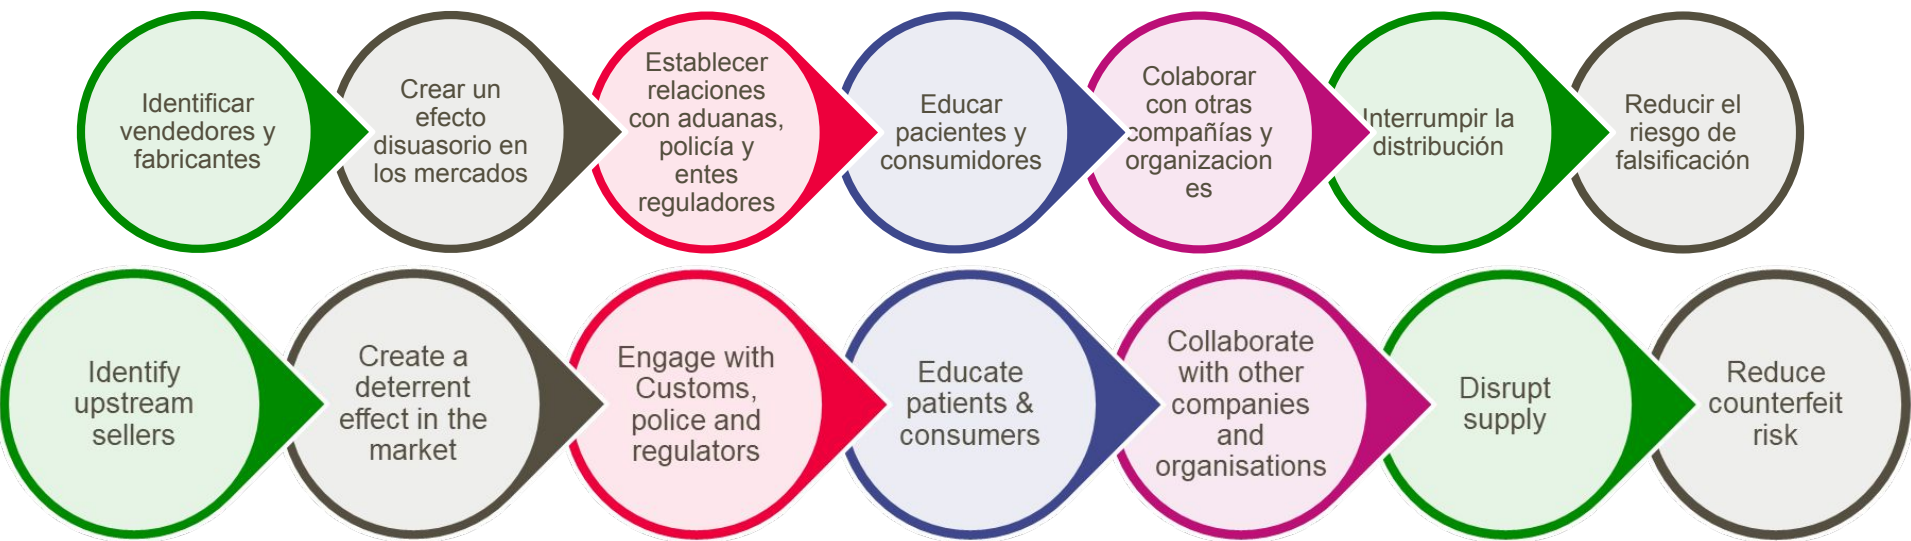 Identificar
vendedores y
fabricantes
Crear un
efecto
disuasorio en
los mercados
Establecer
relaciones
con aduanas,
policía y
entes
reguladores
Educar
pacientes y
consumidores
Colaborar
con otras
compañías y
organizacion
es
Interrumpir la
distribución
Reducir el
riesgo de
falsificación
Identify
upstream
sellers
Create a
deterrent
effect in the
market
Engage with
Customs,
police and
regulators
Educate
patients &
consumers
Collaborate
with other
companies
and
organisations
Disrupt
supply
Reduce
counterfeit
risk